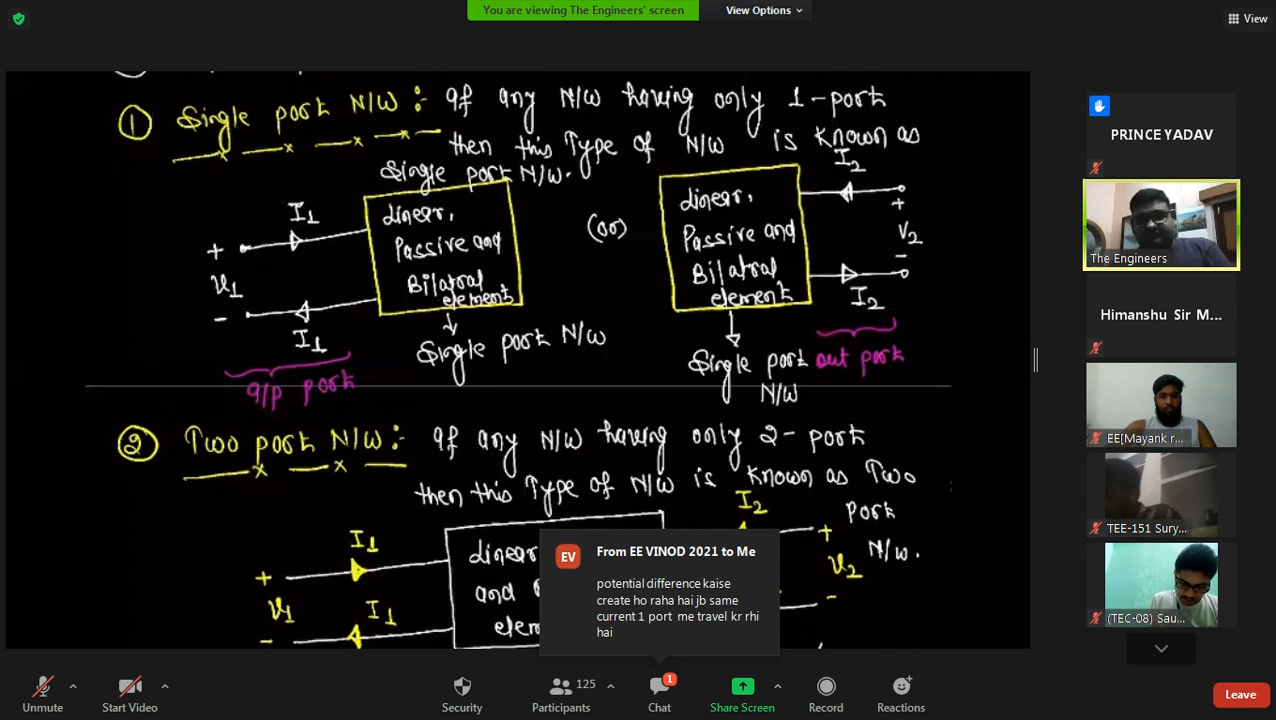 You are viewing The Engineers' screen
View Options
View
① Single port N/W :- If any N/W having only 1-port
then this Type of N/W is known as
Single port N/W.
I1
+
V1
-
I1
i/p port
Linear,
Passive and
Bilateral
element
Single port N/W
(or)
Linear,
Passive and
Bilateral
element
Single port
N/W
I2
+
V2
-
I2
out port
② Two port N/W :- If any N/W having only 2-port
then this Type of N/W is known as Two
port
N/W.
I1
+
V1
-
I1
Linear
and
elem
I2
+
V2
-
EV
From EE VINOD 2021 to Me
potential difference kaise
create ho raha hai jb same
current 1 port me travel kr rhi
hai
PRINCE YADAV
The Engineers
Himanshu Sir M...
EE[Mayank r...
TEE-151 Sury...
(TEC-08) Sau...
Unmute
Start Video
Security
125
Participants
1
Chat
Share Screen
Record
Reactions
Leave